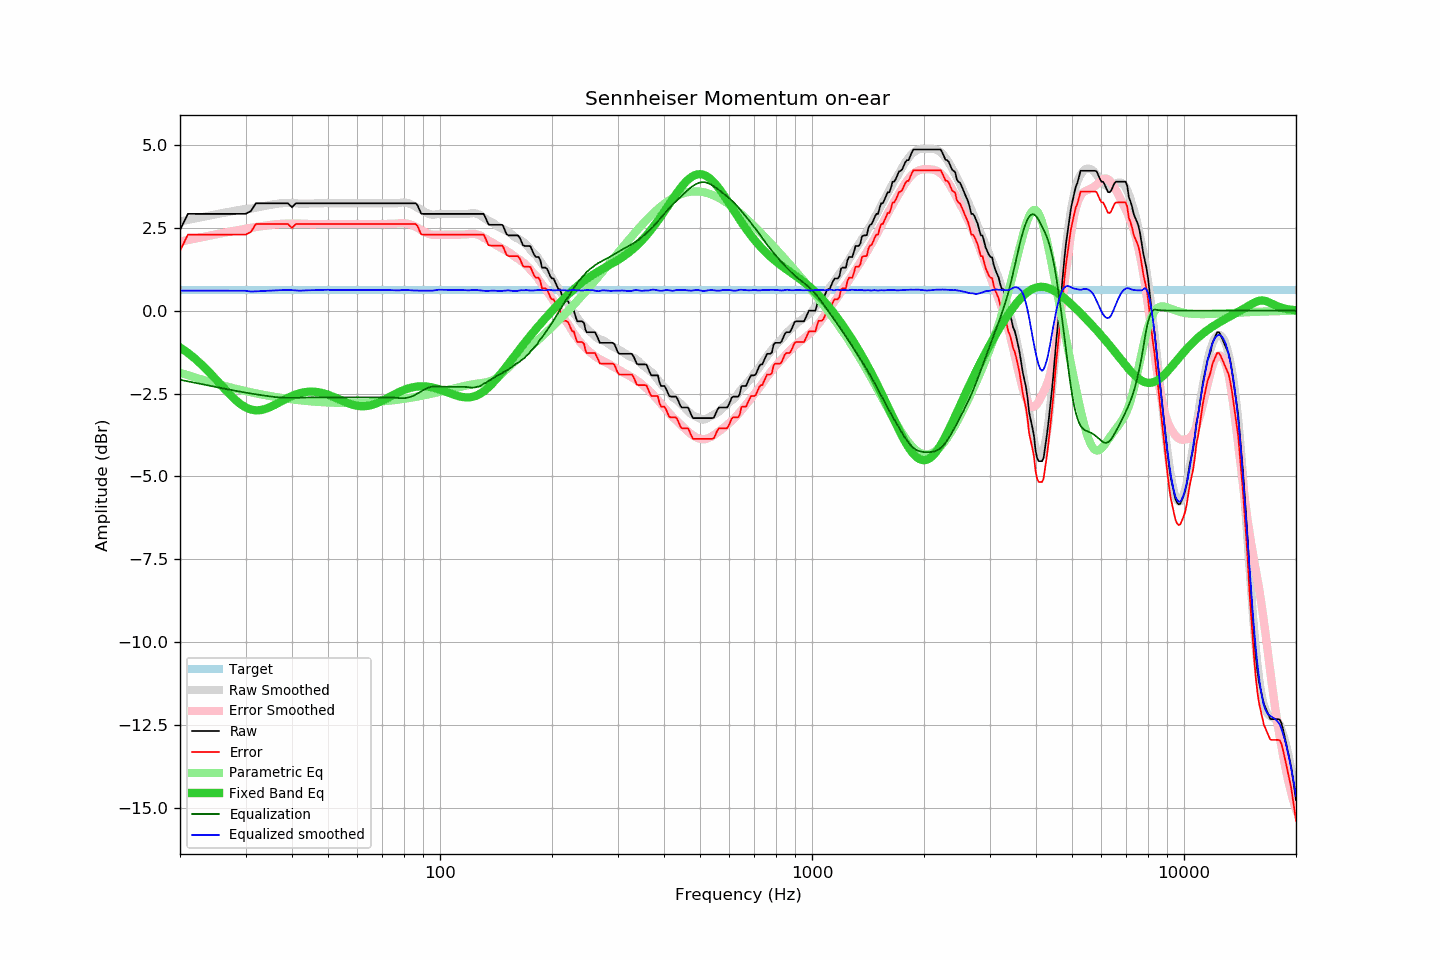 Sennheiser Momentum on-ear
5.0
2.5
0.0
−2.5
−5.0
−7.5
−10.0
−12.5
−15.0
Amplitude (dBr)
Target
Raw Smoothed
Error Smoothed
Raw
Error
Parametric Eq
Fixed Band Eq
Equalization
Equalized smoothed
100 1000 10000
Frequency (Hz)